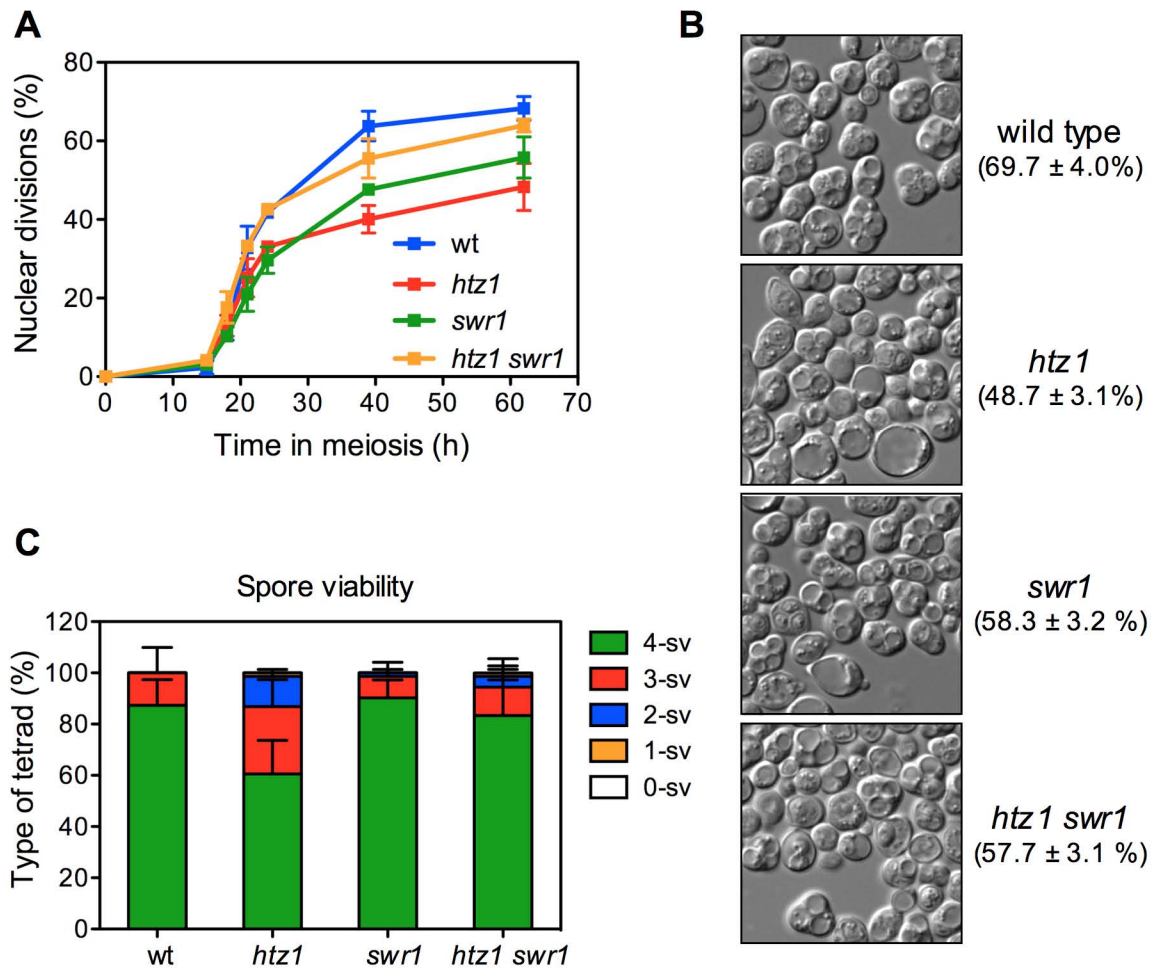 A
Nuclear divisions (%)
80
60
40
20
0
wt
htz1
swr1
htz1 swr1
0 10 20 30 40 50 60 70
Time in meiosis (h)
B
wild type
(69.7 ± 4.0%)
htz1
(48.7 ± 3.1%)
swr1
(58.3 ± 3.2 %)
htz1 swr1
(57.7 ± 3.1 %)
C
Spore viability
Type of tetrad (%)
120
100
80
60
40
20
0
wt htz1 swr1 htz1 swr1
4-sv
3-sv
2-sv
1-sv
0-sv